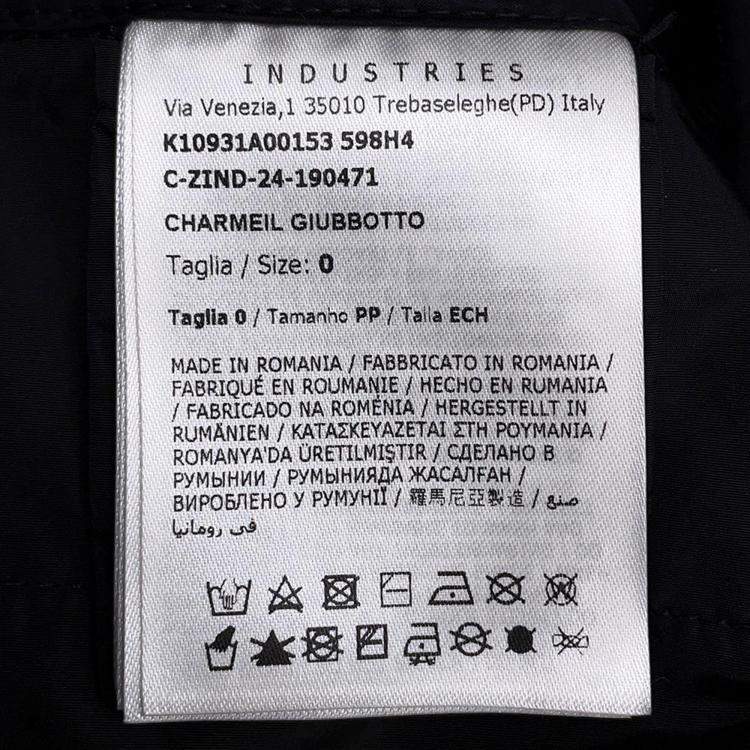 INDUSTRIES
Via Venezia,1 35010 Trebaseleghe(PD) Italy
K10931A00153 598H4
C-ZIND-24-190471
CHARMEIL GIUBBOTTO
Taglia / Size: 0
Taglia 0 / Tamanho PP / Talla ECH
MADE IN ROMANIA / FABBRICATO IN ROMANIA /
FABRIQUÉ EN ROUMANIE / HECHO EN RUMANIA
/ FABRICADO NA ROMÉNIA / HERGESTELLT IN
RUMÄNIEN / ΚΑΤΑΣΚΕΥΑΖΕΤΑΙ ΣΤΗ ΡΟΥΜΑΝΙΑ /
ROMANYA'DA ÜRETILMIŞTIR / СДЕЛАНО В
РУМЫНИИ / РУМЫНИЯДА ЖАСАЛҒАН /
ВИРОБЛЕНО У РУМУНІЇ / 羅馬尼亞製造 / صنع
في رومانيا